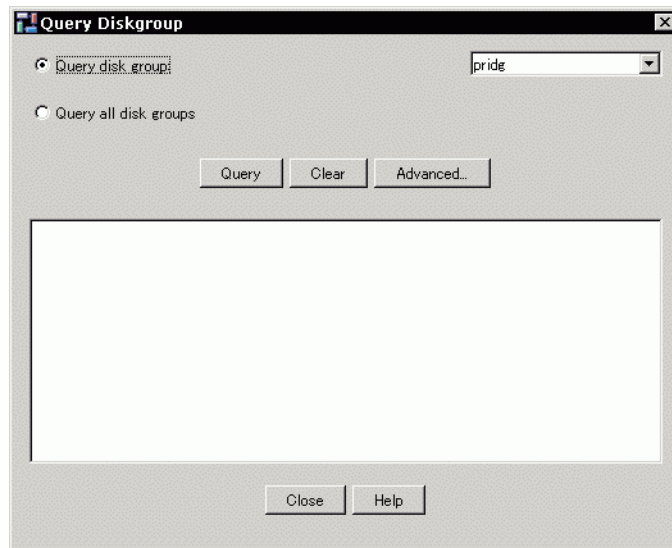 Query Diskgroup
Query disk group
pridg
Query all disk groups
Query Clear Advanced...
Close Help